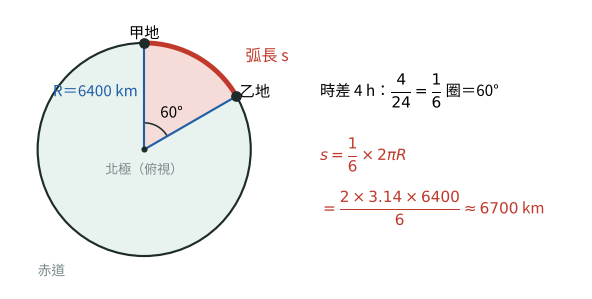 甲地
弧長 s
R＝6400 km
乙地
60°
北極（俯視）
赤道
時差 4 h：4/24 = 1/6 圈＝60°
s = 1/6 × 2πR
= 2 × 3.14 × 6400 / 6 ≈ 6700 km